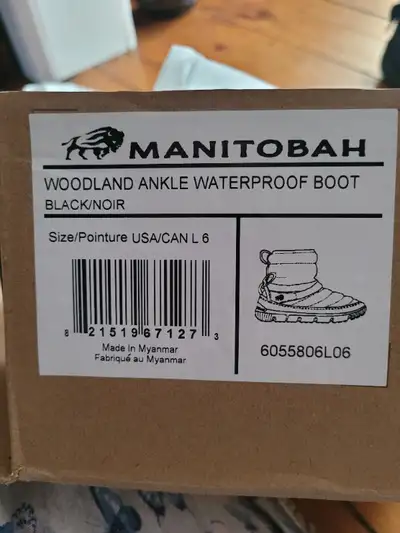 MANITOBAH
WOODLAND ANKLE WATERPROOF BOOT
BLACK/NOIR
Size/Pointure USA/CAN L 6
8 21519 67127 3
Made in Myanmar
Fabriqué au Myanmar
6055806L06